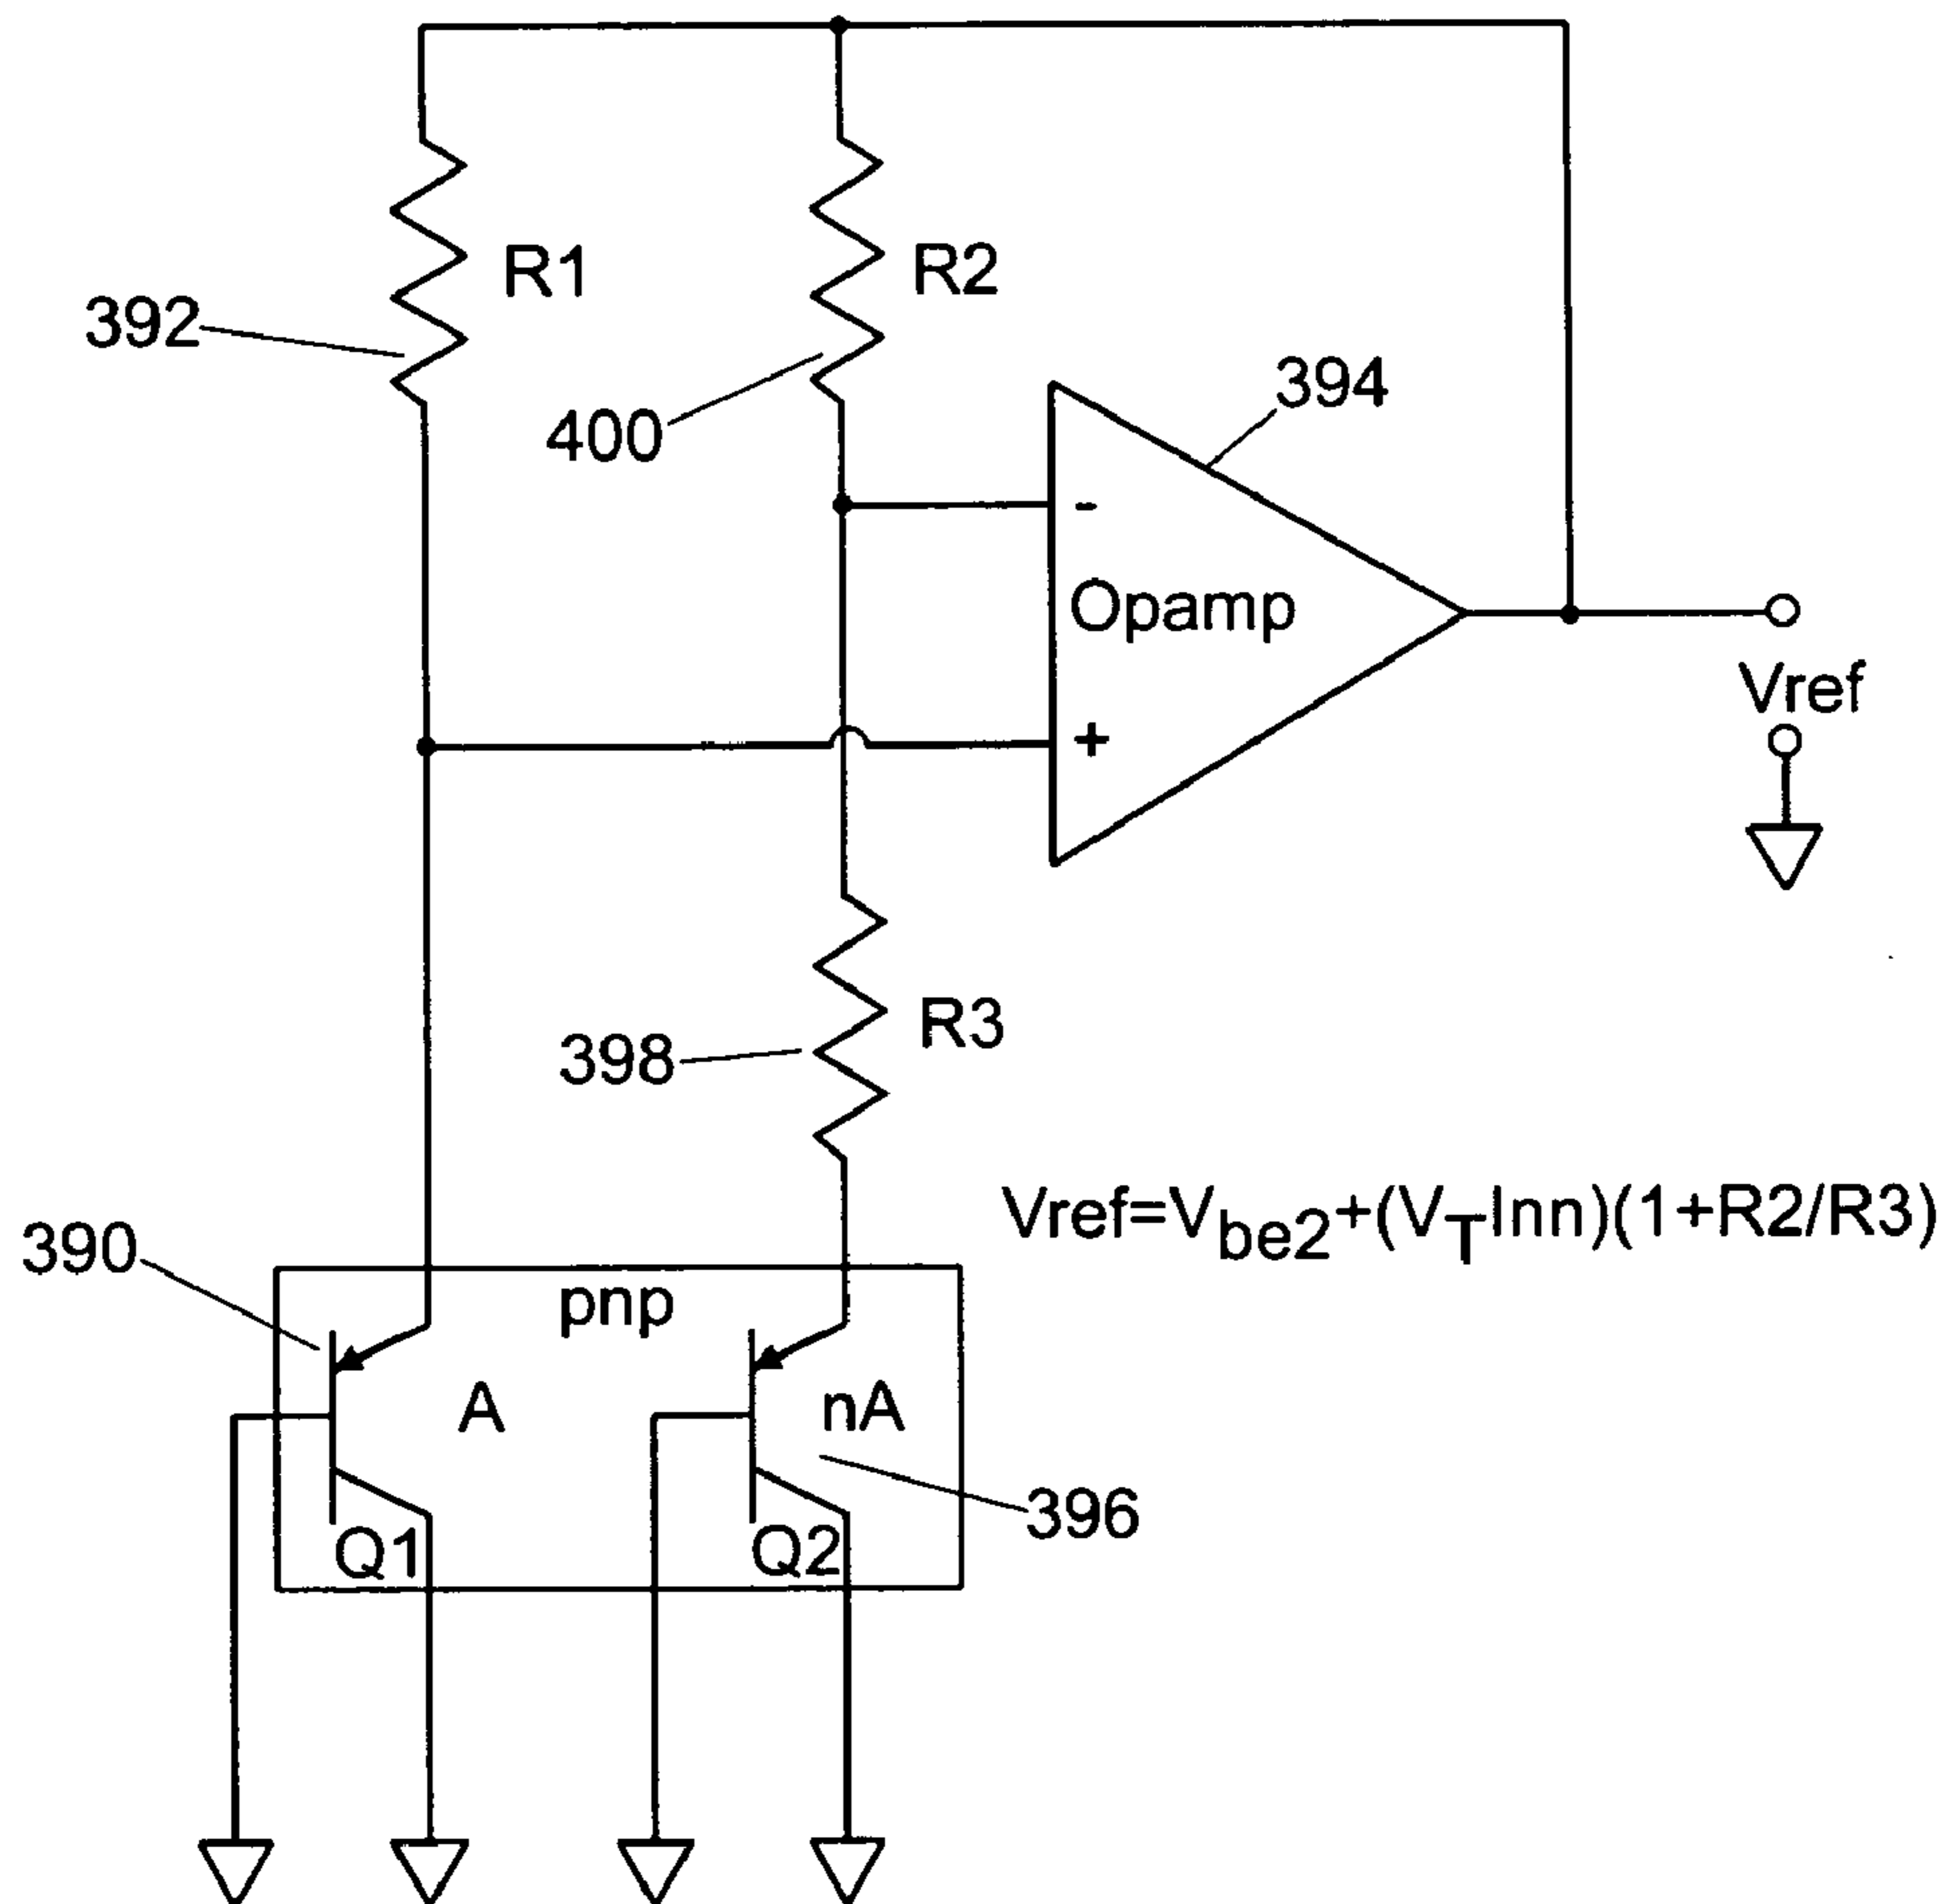 R1
R2
392
394
400
-
Opamp
Vref
+
R3
398
Vref=Vbe2+(VTlnn)(1+R2/R3)
390
pnp
A
nA
396
Q1
Q2